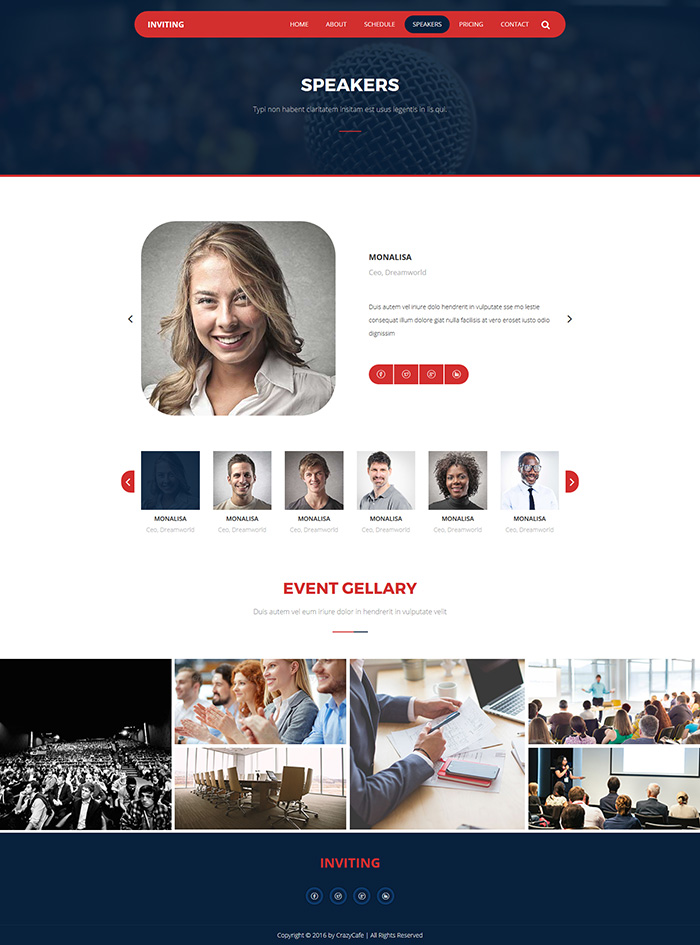 INVITING HOME ABOUT SCHEDULE SPEAKERS PRICING CONTACT
SPEAKERS
Typi non habent claritatem insitam est usus legentis in iis qui.
MONALISA
Ceo, Dreamworld
Duis autem vel iriure dolo hendrerit in vulputate sse mo lestie
consequat illum dolore giat nulla facilisis at vero eroset iusto odio
dignissim
MONALISA MONALISA MONALISA MONALISA MONALISA MONALISA
Ceo, Dreamworld Ceo, Dreamworld Ceo, Dreamworld Ceo, Dreamworld Ceo, Dreamworld Ceo, Dreamworld
EVENT GELLARY
Duis autem vel eum iriure dolor in hendrerit in vulputate velit
INVITING
Copyright © 2016 by CrazyCafe | All Rights Reserved